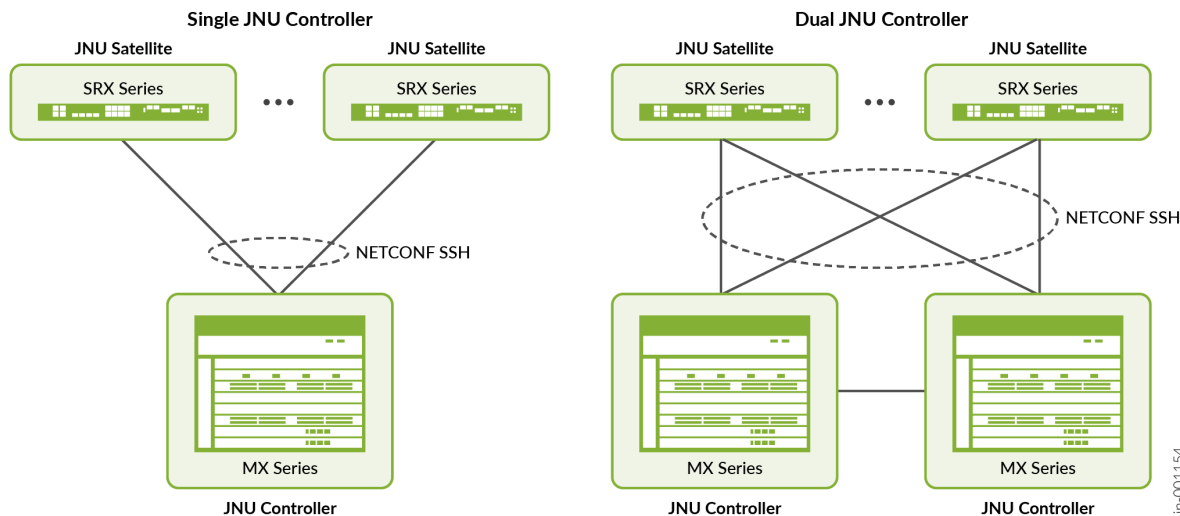 Single JNU Controller
JNU Satellite
JNU Satellite
SRX Series
SRX Series
NETCONF SSH
MX Series
JNU Controller
Dual JNU Controller
JNU Satellite
JNU Satellite
SRX Series
SRX Series
NETCONF SSH
MX Series
MX Series
JNU Controller
JNU Controller
jn-001154